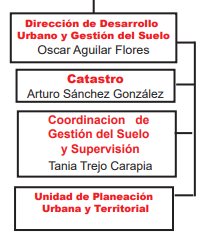 Dirección de Desarrollo
Urbano y Gestión del Suelo
Oscar Aguilar Flores
Catastro
Arturo Sánchez González
Coordinacion de
Gestión del Suelo
y Supervisión
Tania Trejo Carapia
Unidad de Planeación
Urbana y Territorial